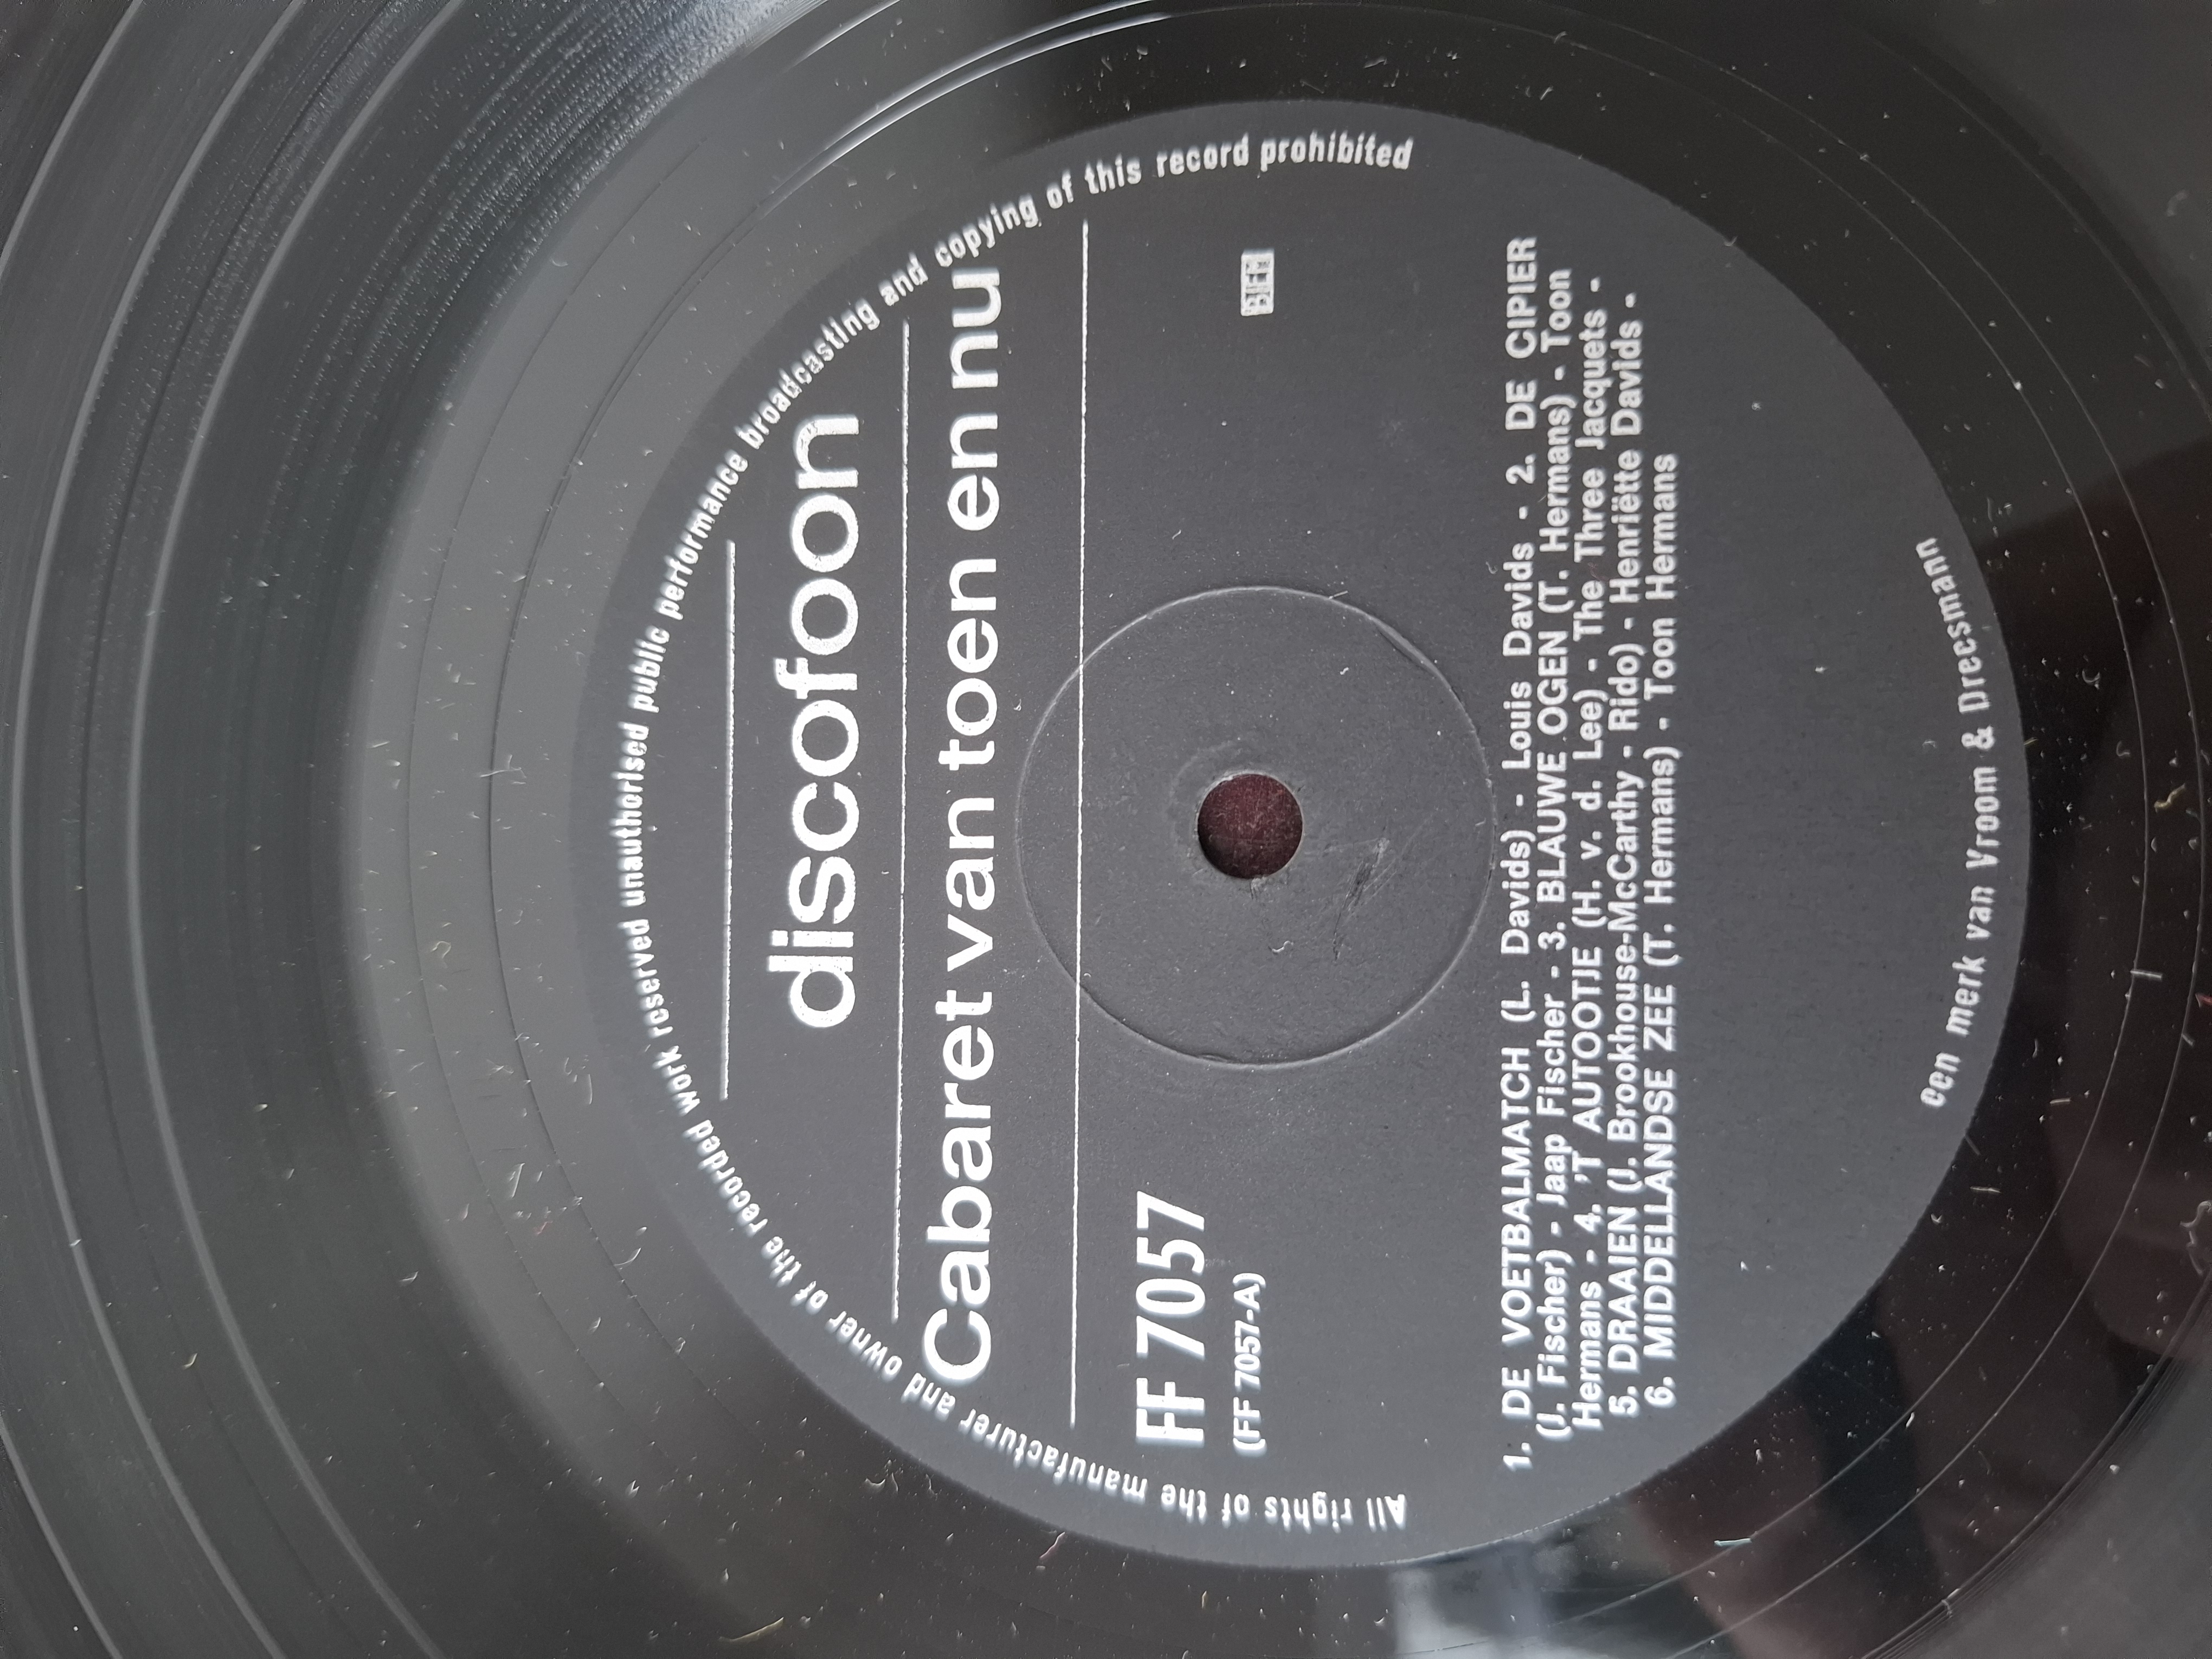 All rights of the manufacturer and owner of the recorded work reserved unauthorised public performance broadcasting and copying of this record prohibited
discofoon
Cabaret van toen en nu
FF 7057
(FF 7057-A)
1. DE VOETBALMATCH (L. Davids) - Louis Davids - 2. DE CIPIER
(J. Fischer) - Jaap Fischer - 3. BLAUWE OGEN (T. Hermans) - Toon
Hermans - 4. 'T AUTOOTJE (H. v. d. Lee) - The Three Jacquets -
5. DRAAIEN (J. Brookhouse-McCarthy - Rido) - Henriëtte Davids -
6. MIDDELLANDSE ZEE (T. Hermans) - Toon Hermans
een merk van Vroom & Dreesmann